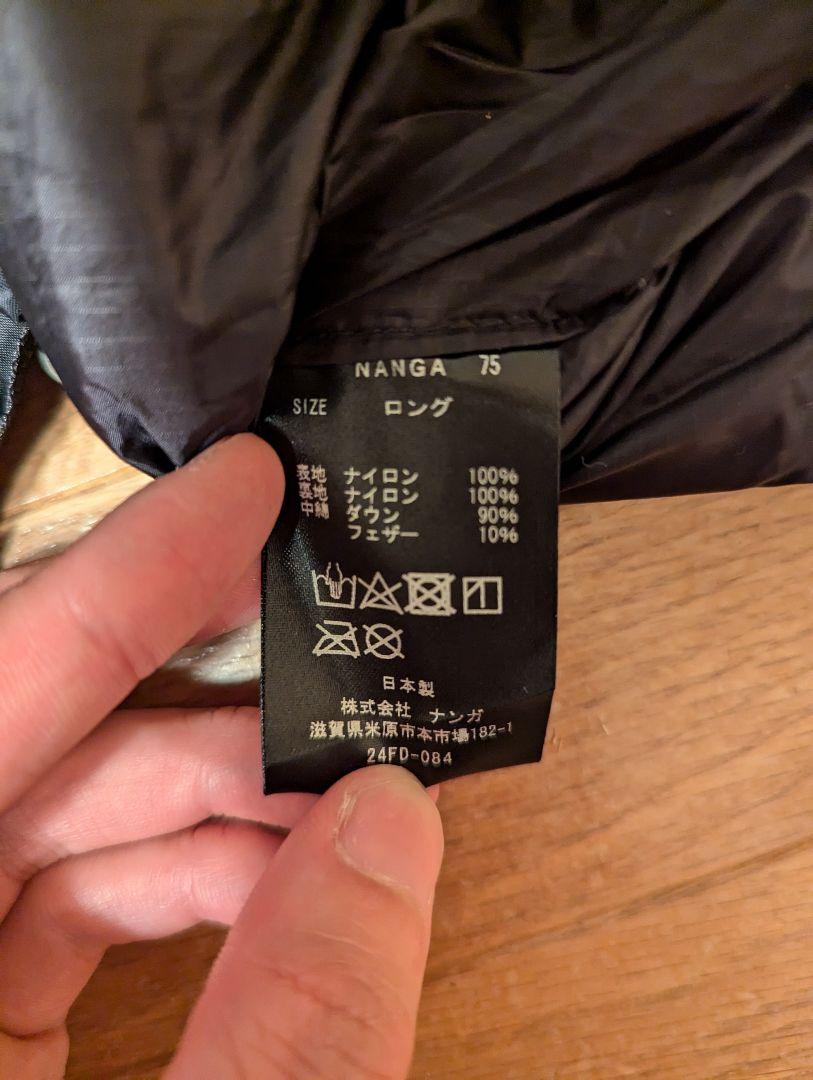 NANGA 75
SIZE ロング
表地 ナイロン 100%
裏地 ナイロン 100%
中綿 ダウン 90%
フェザー 10%
日本製
株式会社 ナンガ
滋賀県米原市本市場182-1
24FD-084